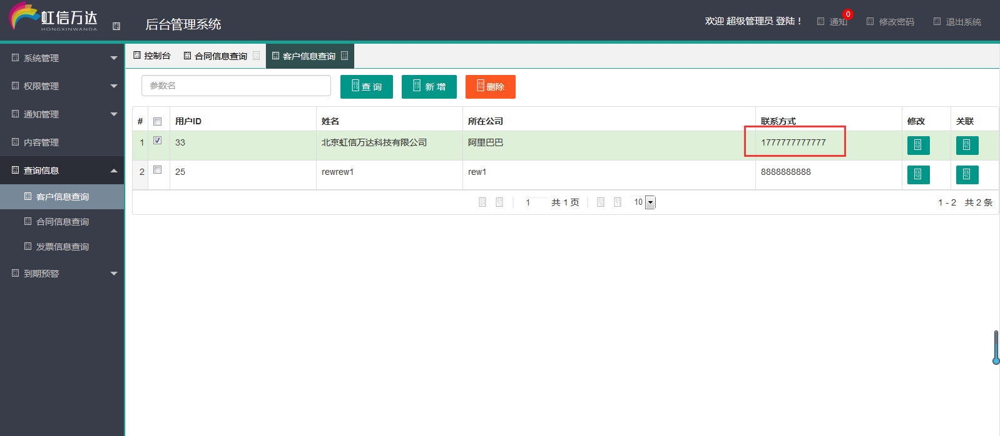 虹信万达
HONGXINWANDA
后台管理系统
欢迎 超级管理员 登陆！
通知 0
修改密码
退出系统
系统管理
权限管理
通知管理
内容管理
查询信息
客户信息查询
合同信息查询
发票信息查询
到期预警
控制台
合同信息查询
客户信息查询
参数名
查 询
新 增
删除
# 用户ID 姓名 所在公司 联系方式 修改 关联
1 33 北京虹信万达科技有限公司 阿里巴巴 1777777777777
2 25 rewrew1 rew1 8888888888
1 共 1 页 10 1 - 2 共 2 条